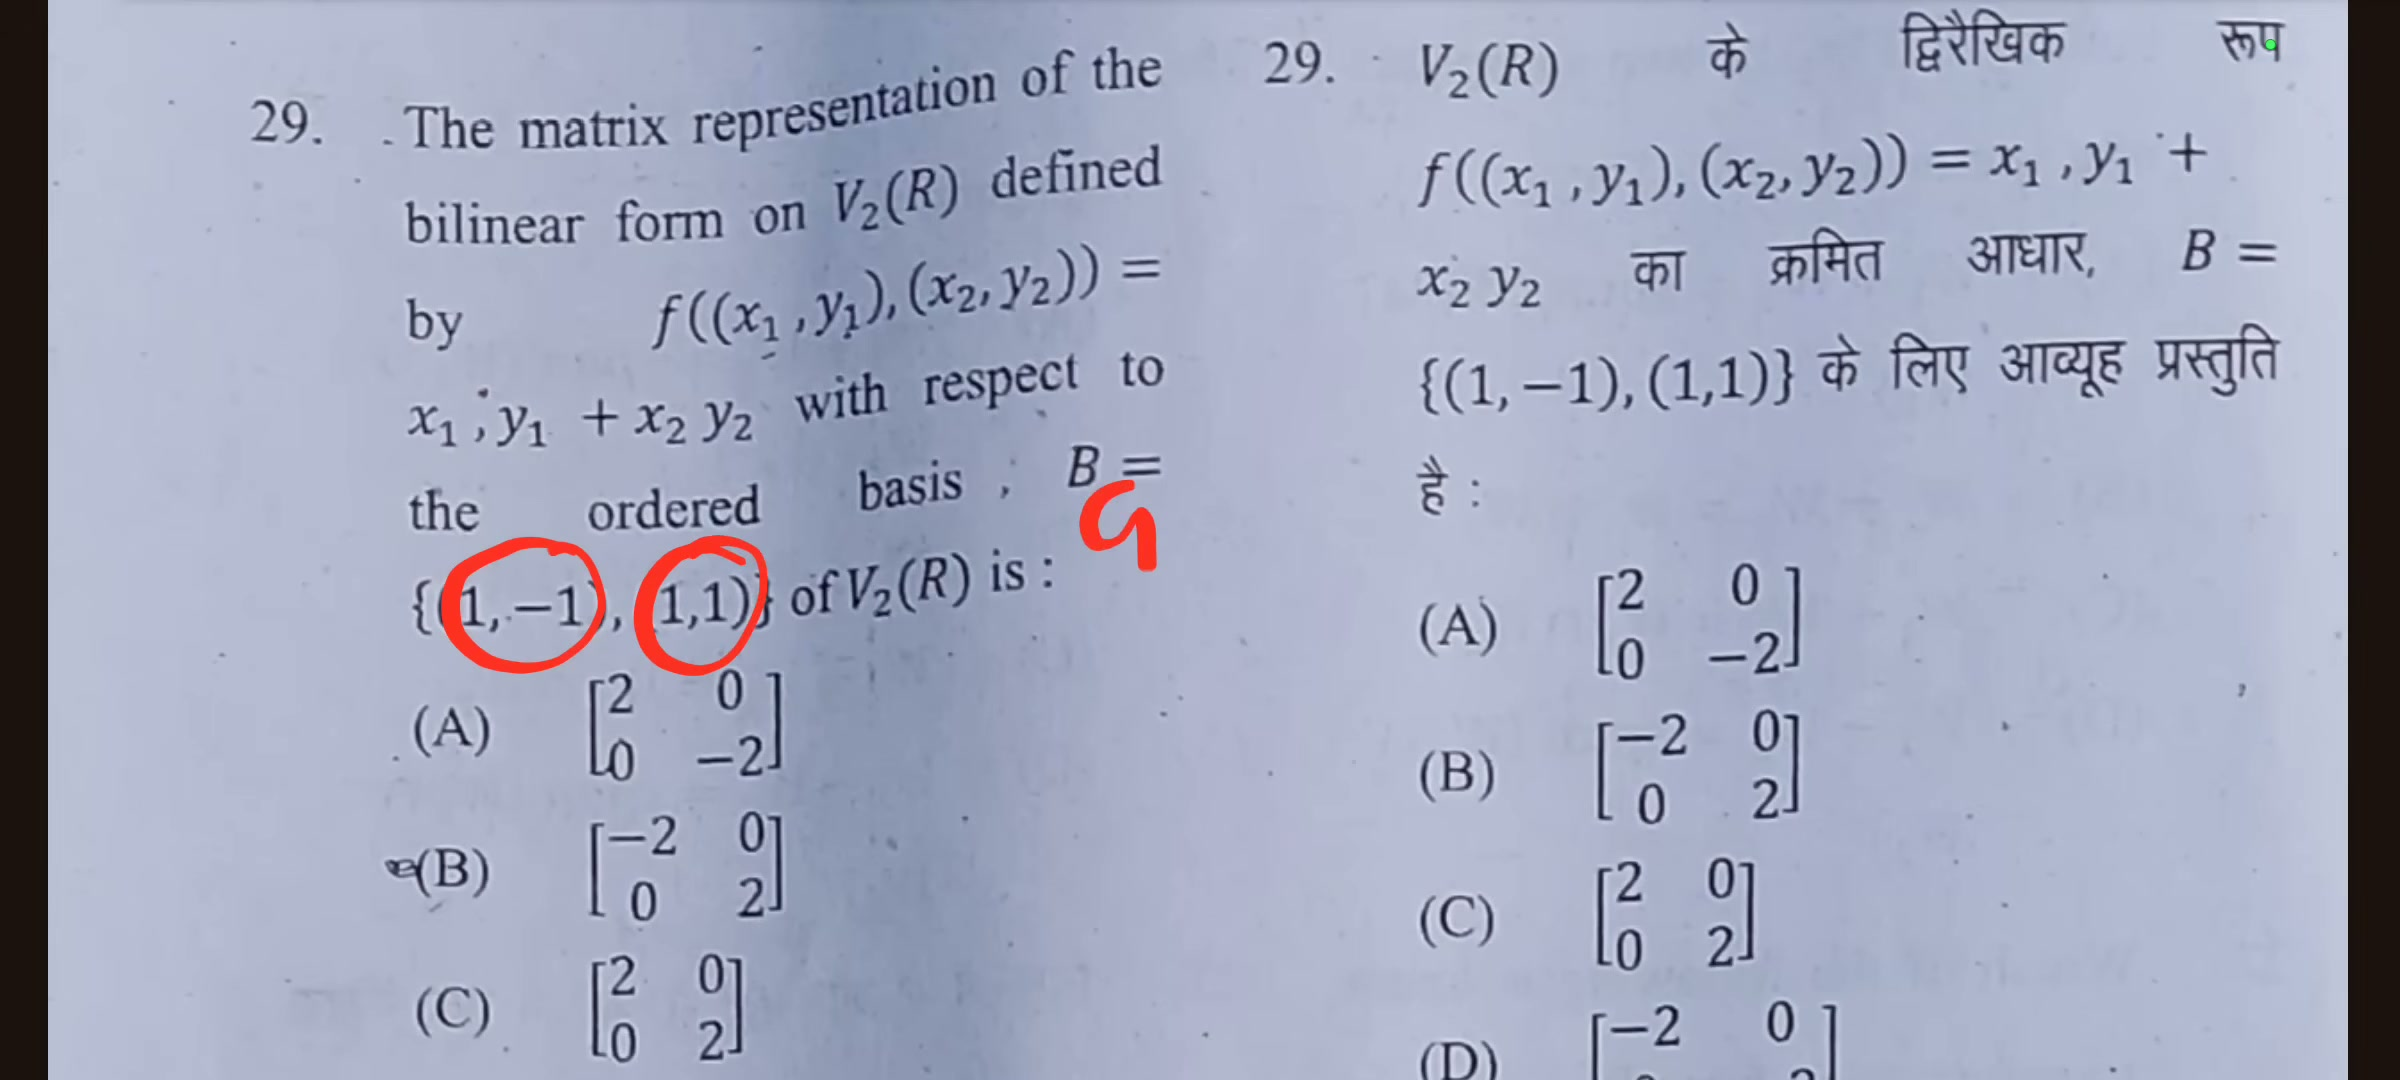 29. The matrix representation of the
bilinear form on V₂(R) defined
by f((x₁ , y₁), (x₂, y₂)) =
x₁ , y₁ + x₂ y₂ with respect to
the ordered basis , B =
{(1, −1), (1,1)} of V₂(R) is :
(A) [2 0
0 −2]
(B) [−2 0
0 2]
(C) [2 0
0 2]
29. V₂(R) के द्विरैखिक रूप
f((x₁ , y₁), (x₂, y₂)) = x₁ , y₁ +
x₂ y₂ का क्रमित आधार, B =
{(1, −1), (1,1)} के लिए आव्यूह प्रस्तुति
है :
(A) [2 0
0 −2]
(B) [−2 0
0 2]
(C) [2 0
0 2]
(D) [−2 0